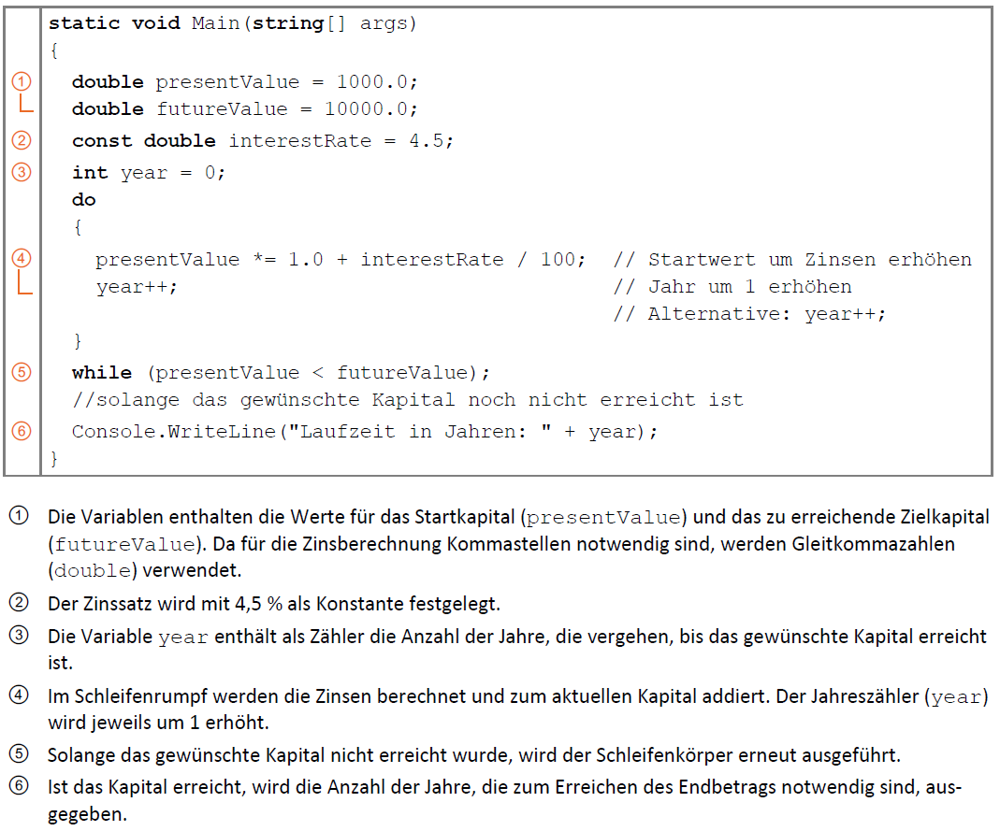 static void Main(string[] args)
{
① double presentValue = 1000.0;
double futureValue = 10000.0;
② const double interestRate = 4.5;
③ int year = 0;
do
{
④ presentValue *= 1.0 + interestRate / 100; // Startwert um Zinsen erhöhen
year++; // Jahr um 1 erhöhen
// Alternative: year++;
}
⑤ while (presentValue < futureValue);
//solange das gewünschte Kapital noch nicht erreicht ist
⑥ Console.WriteLine("Laufzeit in Jahren: " + year);
}
① Die Variablen enthalten die Werte für das Startkapital (presentValue) und das zu erreichende Zielkapital
(futureValue). Da für die Zinsberechnung Kommastellen notwendig sind, werden Gleitkommazahlen
(double) verwendet.
② Der Zinssatz wird mit 4,5 % als Konstante festgelegt.
③ Die Variable year enthält als Zähler die Anzahl der Jahre, die vergehen, bis das gewünschte Kapital erreicht
ist.
④ Im Schleifenrumpf werden die Zinsen berechnet und zum aktuellen Kapital addiert. Der Jahreszähler (year)
wird jeweils um 1 erhöht.
⑤ Solange das gewünschte Kapital nicht erreicht wurde, wird der Schleifenkörper erneut ausgeführt.
⑥ Ist das Kapital erreicht, wird die Anzahl der Jahre, die zum Erreichen des Endbetrags notwendig sind, aus-
gegeben.